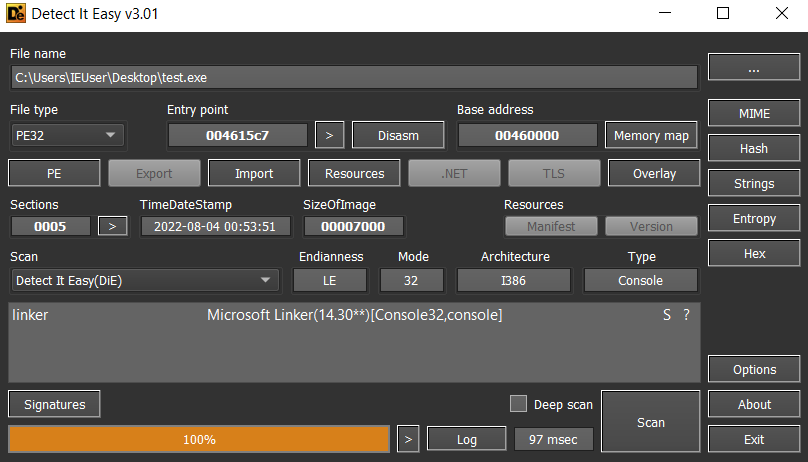 Detect It Easy v3.01
File name
C:\Users\IEUser\Desktop\test.exe
...
File type Entry point Base address
PE32 004615c7 > Disasm 00460000 Memory map MIME
Hash
PE Export Import Resources .NET TLS Overlay
Strings
Sections TimeDateStamp SizeOfImage Resources
0005 > 2022-08-04 00:53:51 00007000 Manifest Version Entropy
Scan Endianness Mode Architecture Type
Detect It Easy(DiE) LE 32 I386 Console Hex
linker Microsoft Linker(14.30**)[Console32,console] S ?
Options
Signatures Deep scan Scan About
100% > Log 97 msec Exit